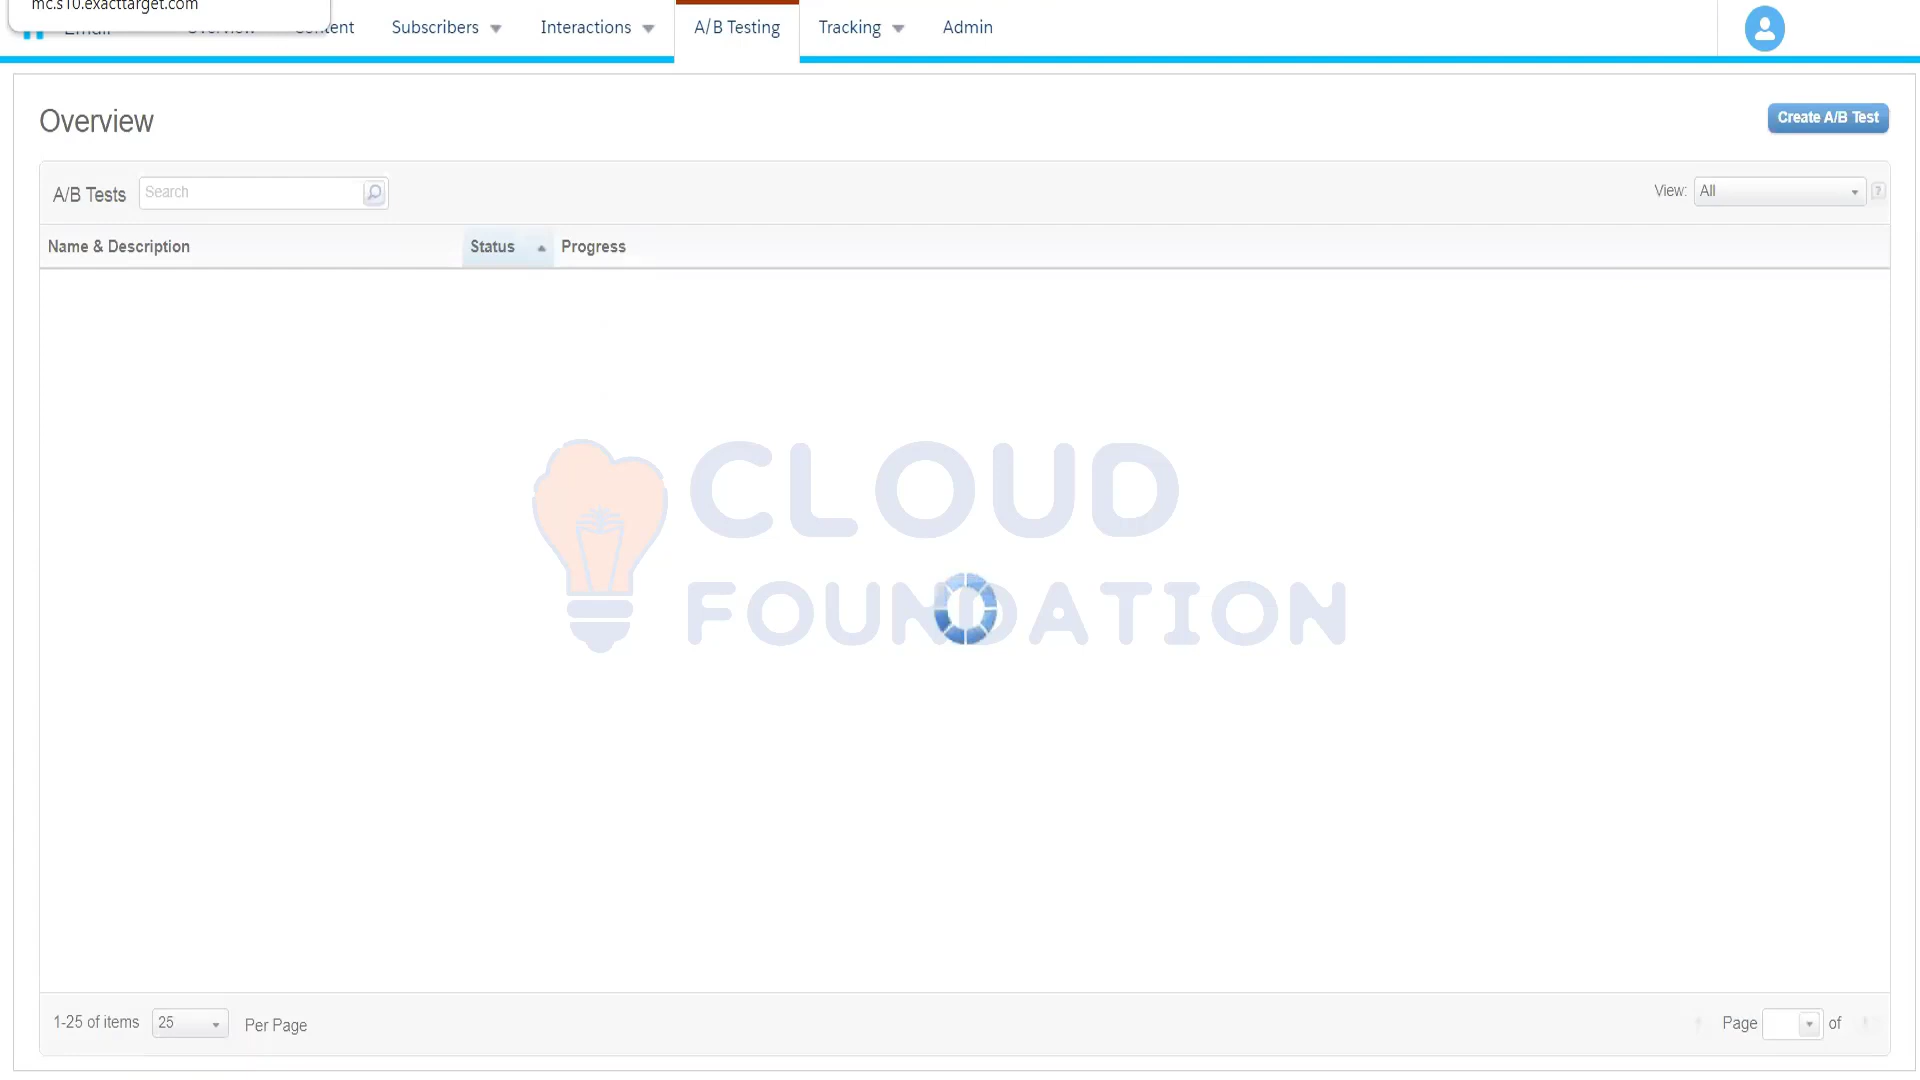 mc.s10.exacttarget.com
Email Overview Content Subscribers Interactions A/B Testing Tracking Admin
Overview
Create A/B Test
A/B Tests Search View: All ?
Name & Description Status Progress
CLOUD
FOUNDATION
1-25 of items 25 Per Page Page of